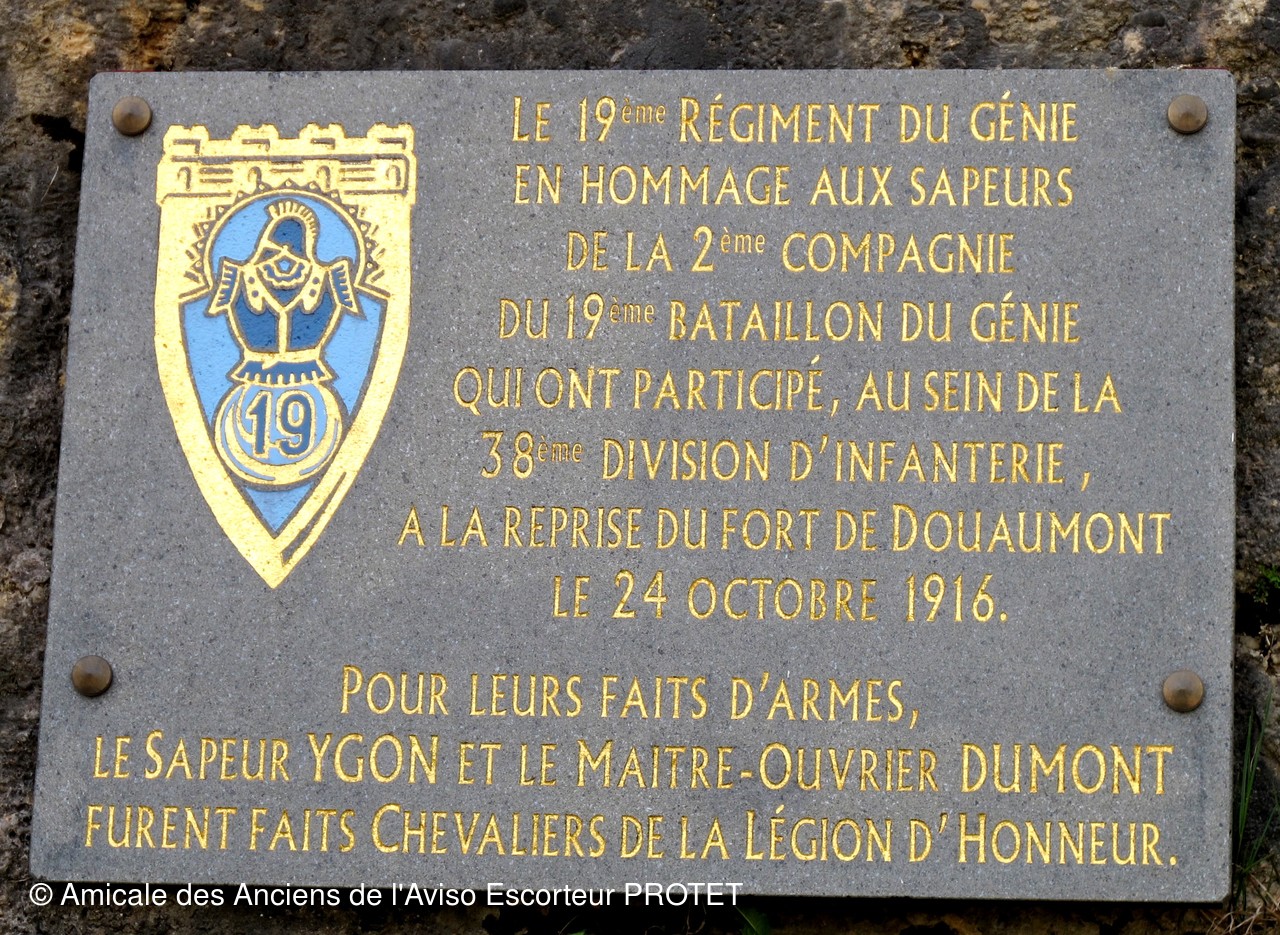 LE 19ème RÉGIMENT DU GÉNIE
EN HOMMAGE AUX SAPEURS
DE LA 2ème COMPAGNIE
DU 19ème BATAILLON DU GÉNIE
QUI ONT PARTICIPÉ, AU SEIN DE LA
38ème DIVISION D'INFANTERIE,
A LA REPRISE DU FORT DE DOUAUMONT
LE 24 OCTOBRE 1916.
19
POUR LEURS FAITS D'ARMES,
LE SAPEUR YGON ET LE MAITRE-OUVRIER DUMONT
FURENT FAITS CHEVALIERS DE LA LÉGION D'HONNEUR.
© Amicale des Anciens de l'Aviso Escorteur PROTET